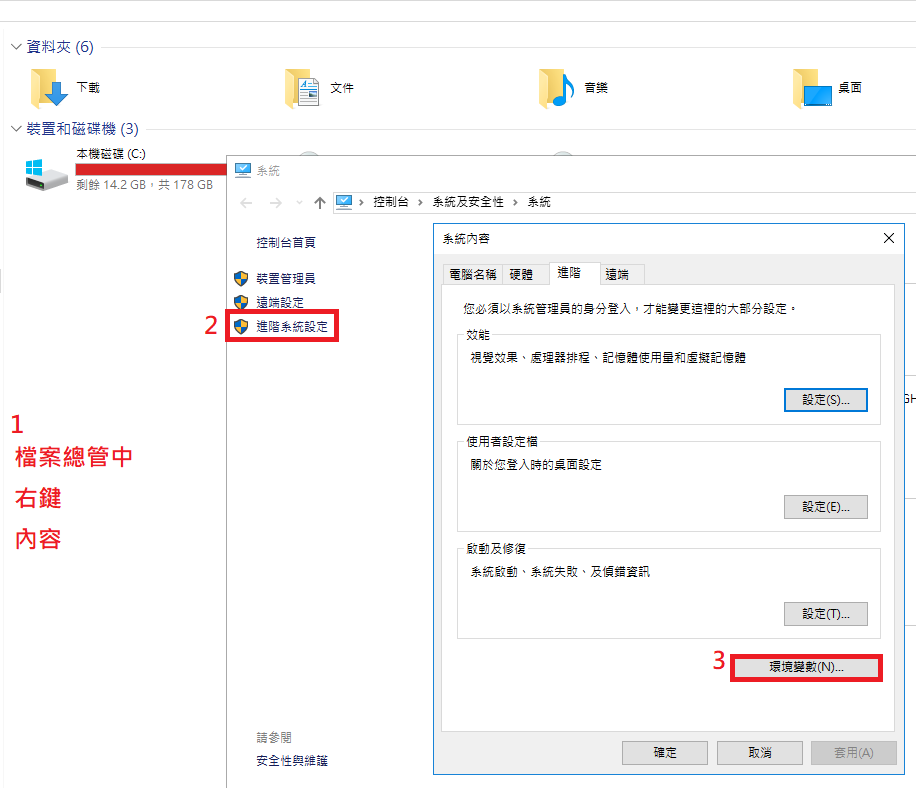 資料夾 (6)
下載
文件
音樂
桌面
裝置和磁碟機 (3)
本機磁碟 (C:)
剩餘 14.2 GB，共 178 GB
系統
控制台 > 系統及安全性 > 系統
控制台首頁
裝置管理員
遠端設定
2
進階系統設定
1
檔案總管中
右鍵
內容
請參閱
安全性與維護
系統內容
電腦名稱 硬體 進階 遠端
您必須以系統管理員的身分登入，才能變更這裡的大部分設定。
效能
視覺效果、處理器排程、記憶體使用量和虛擬記憶體
設定(S)...
使用者設定檔
關於您登入時的桌面設定
設定(E)...
啟動及修復
系統啟動、系統失敗、及偵錯資訊
設定(T)...
3
環境變數(N)...
確定 取消 套用(A)